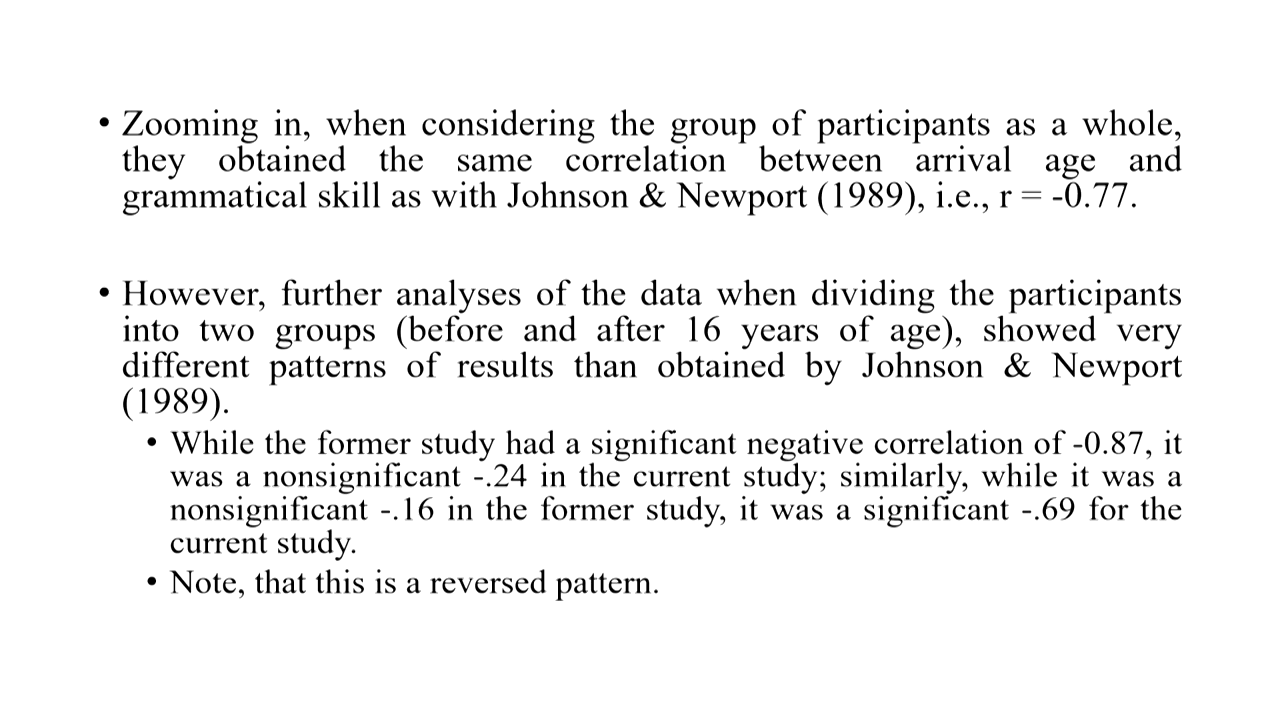 • Zooming in, when considering the group of participants as a whole,
they obtained the same correlation between arrival age and
grammatical skill as with Johnson & Newport (1989), i.e., r = -0.77.
• However, further analyses of the data when dividing the participants
into two groups (before and after 16 years of age), showed very
different patterns of results than obtained by Johnson & Newport
(1989).
• While the former study had a significant negative correlation of -0.87, it
was a nonsignificant -.24 in the current study; similarly, while it was a
nonsignificant -.16 in the former study, it was a significant -.69 for the
current study.
• Note, that this is a reversed pattern.